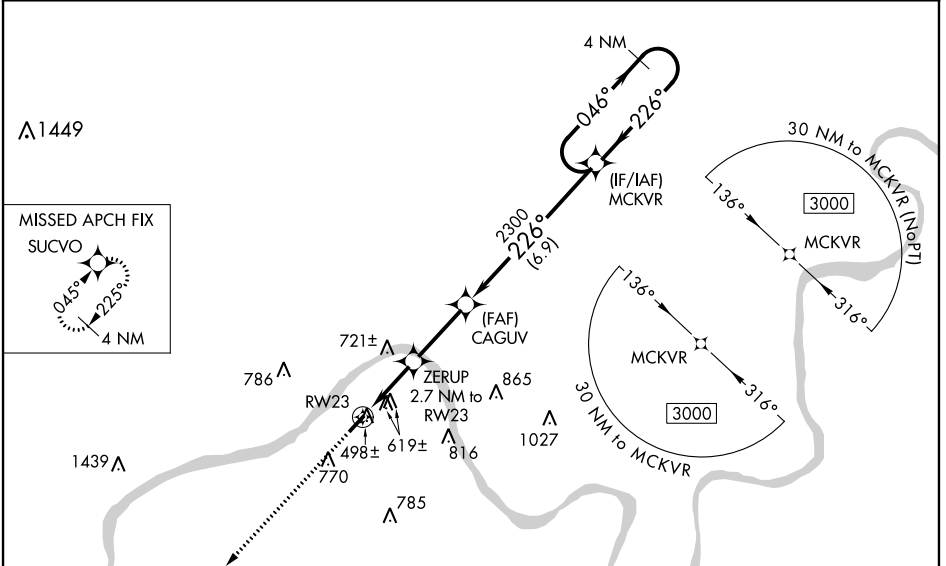 4 NM
046°
226°
(IF/IAF)
MCKVR
1449
30 NM to MCKVR (NoPT)
136°
3000
MCKVR
316°
MISSED APCH FIX
SUCVO
045°
225°
4 NM
2300
226°
(6.9)
(FAF)
CAGUV
136°
MCKVR
316°
3000
30 NM to MCKVR
721±
786
ZERUP
2.7 NM to
RW23
865
RW23
1027
498±
619±
816
1439
770
785